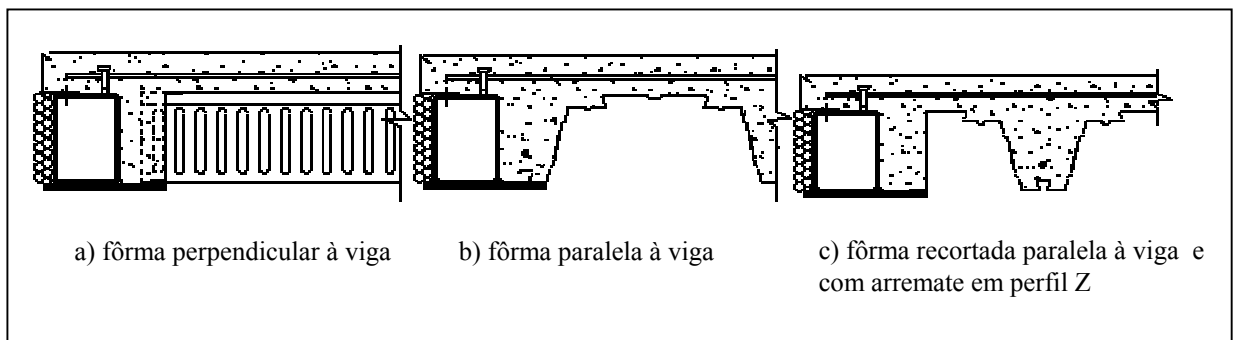 a) fôrma perpendicular à viga
b) fôrma paralela à viga
c) fôrma recortada paralela à viga e
com arremate em perfil Z